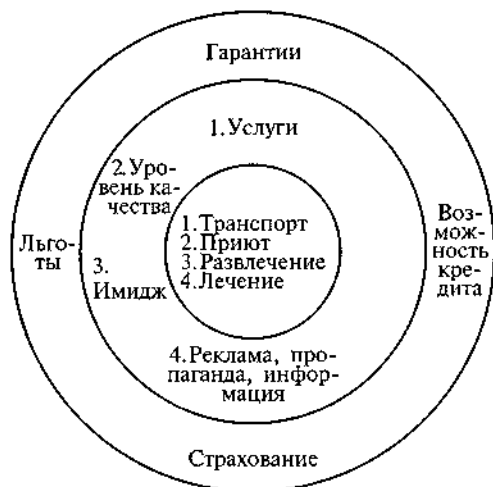 Гарантии
1.Услуги
2.Уро-
вень ка-
чества
1.Транспорт
2.Приют
3.Развлечение
4.Лечение
Льго-
ты
3.
Имидж
Воз-
мож-
ность
кре-
дита
4.Реклама, про-
паганда, инфор-
мация
Страхование